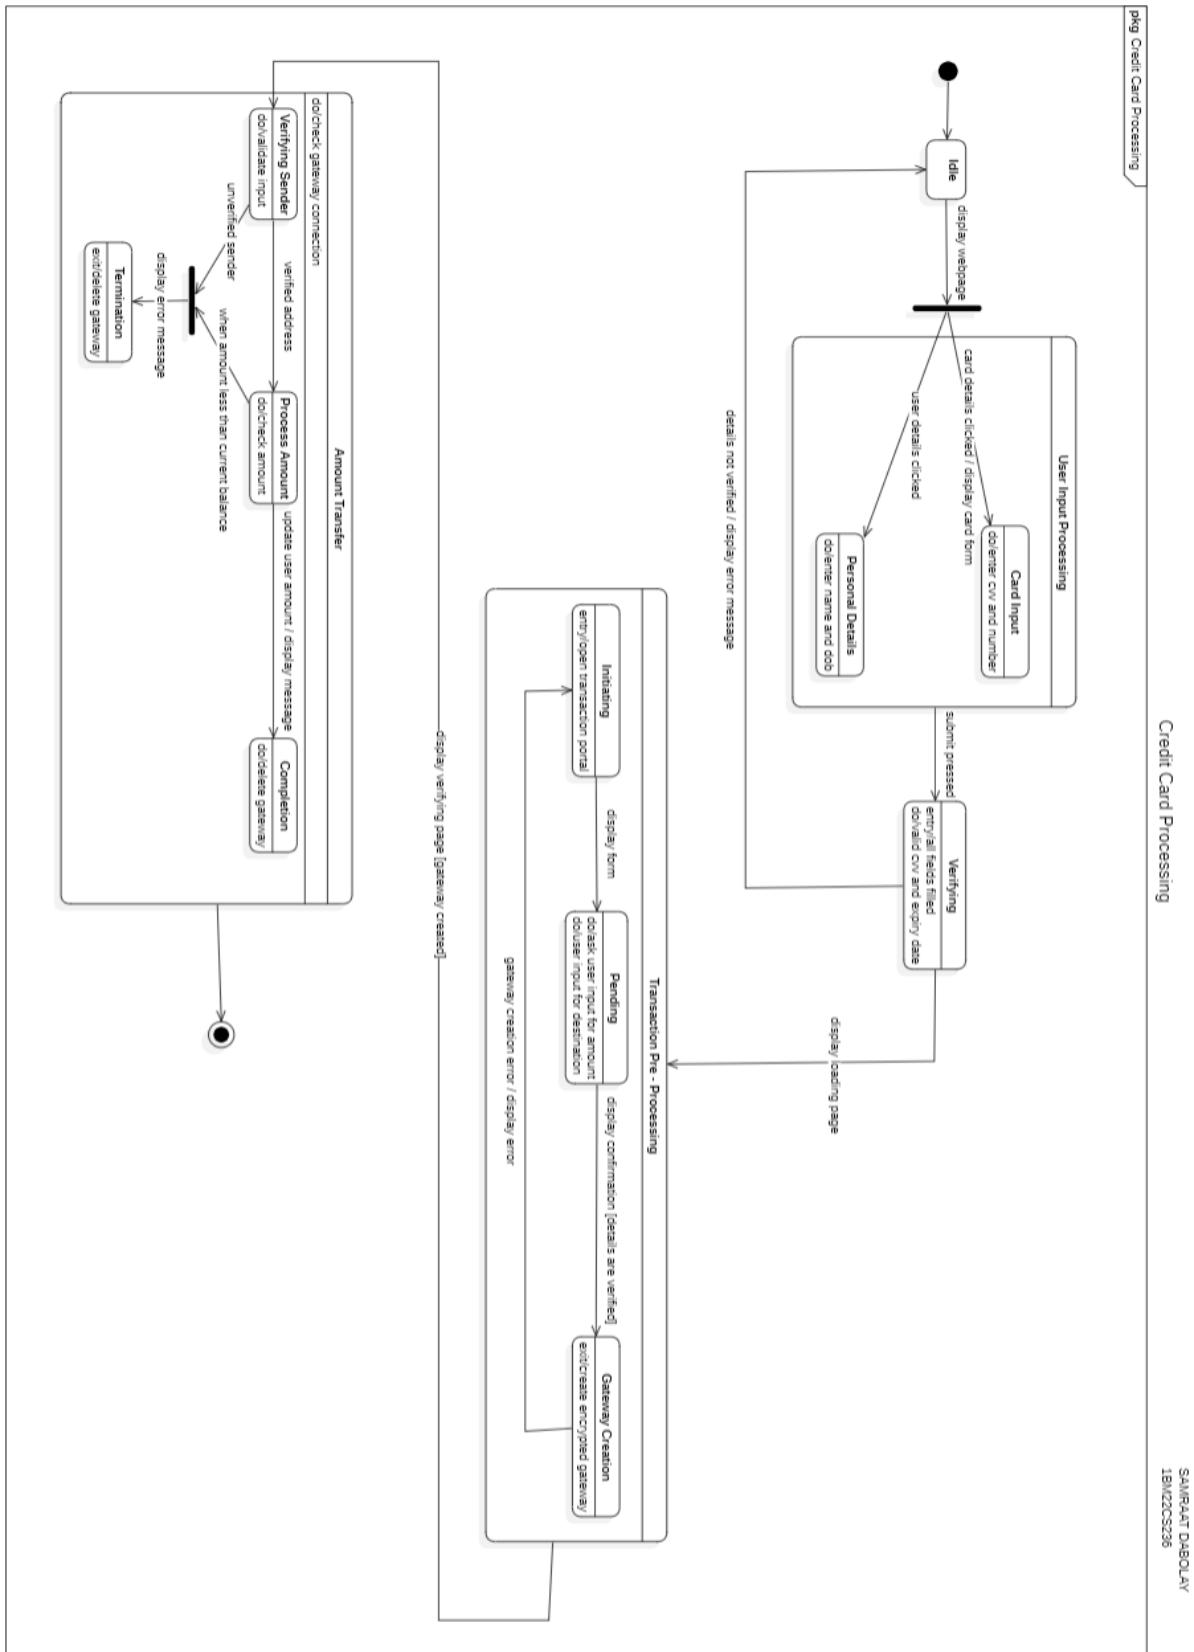 SAMRAAT DABOLAY
1BM22CS236
Credit Card Processing
pkg Credit Card Processing
Idle
display webpage
User Input Processing
card details clicked / display card form
user details clicked
Card Input
do/enter cvv and number
Personal Details
do/enter name and dob
submit pressed
Verifying
entry/all fields filled
do/valid cvv and expiry date
details not verified / display error message
display loading page
Transaction Pre - Processing
Initiating
entry/open transaction portal
display form
Pending
do/ask user input for amount
do/user input for destination
display confirmation [details are verified]
Gateway Creation
exit/create encrypted gateway
gateway creation error / display error
display verifying page [gateway created]
Amount Transfer
do/check gateway connection
Verifying Sender
do/validate input
verified address
Process Amount
do/check amount
update user amount / display message
Completion
do/delete gateway
unverified sender
when amount less than current balance
display error message
Termination
exit/delete gateway